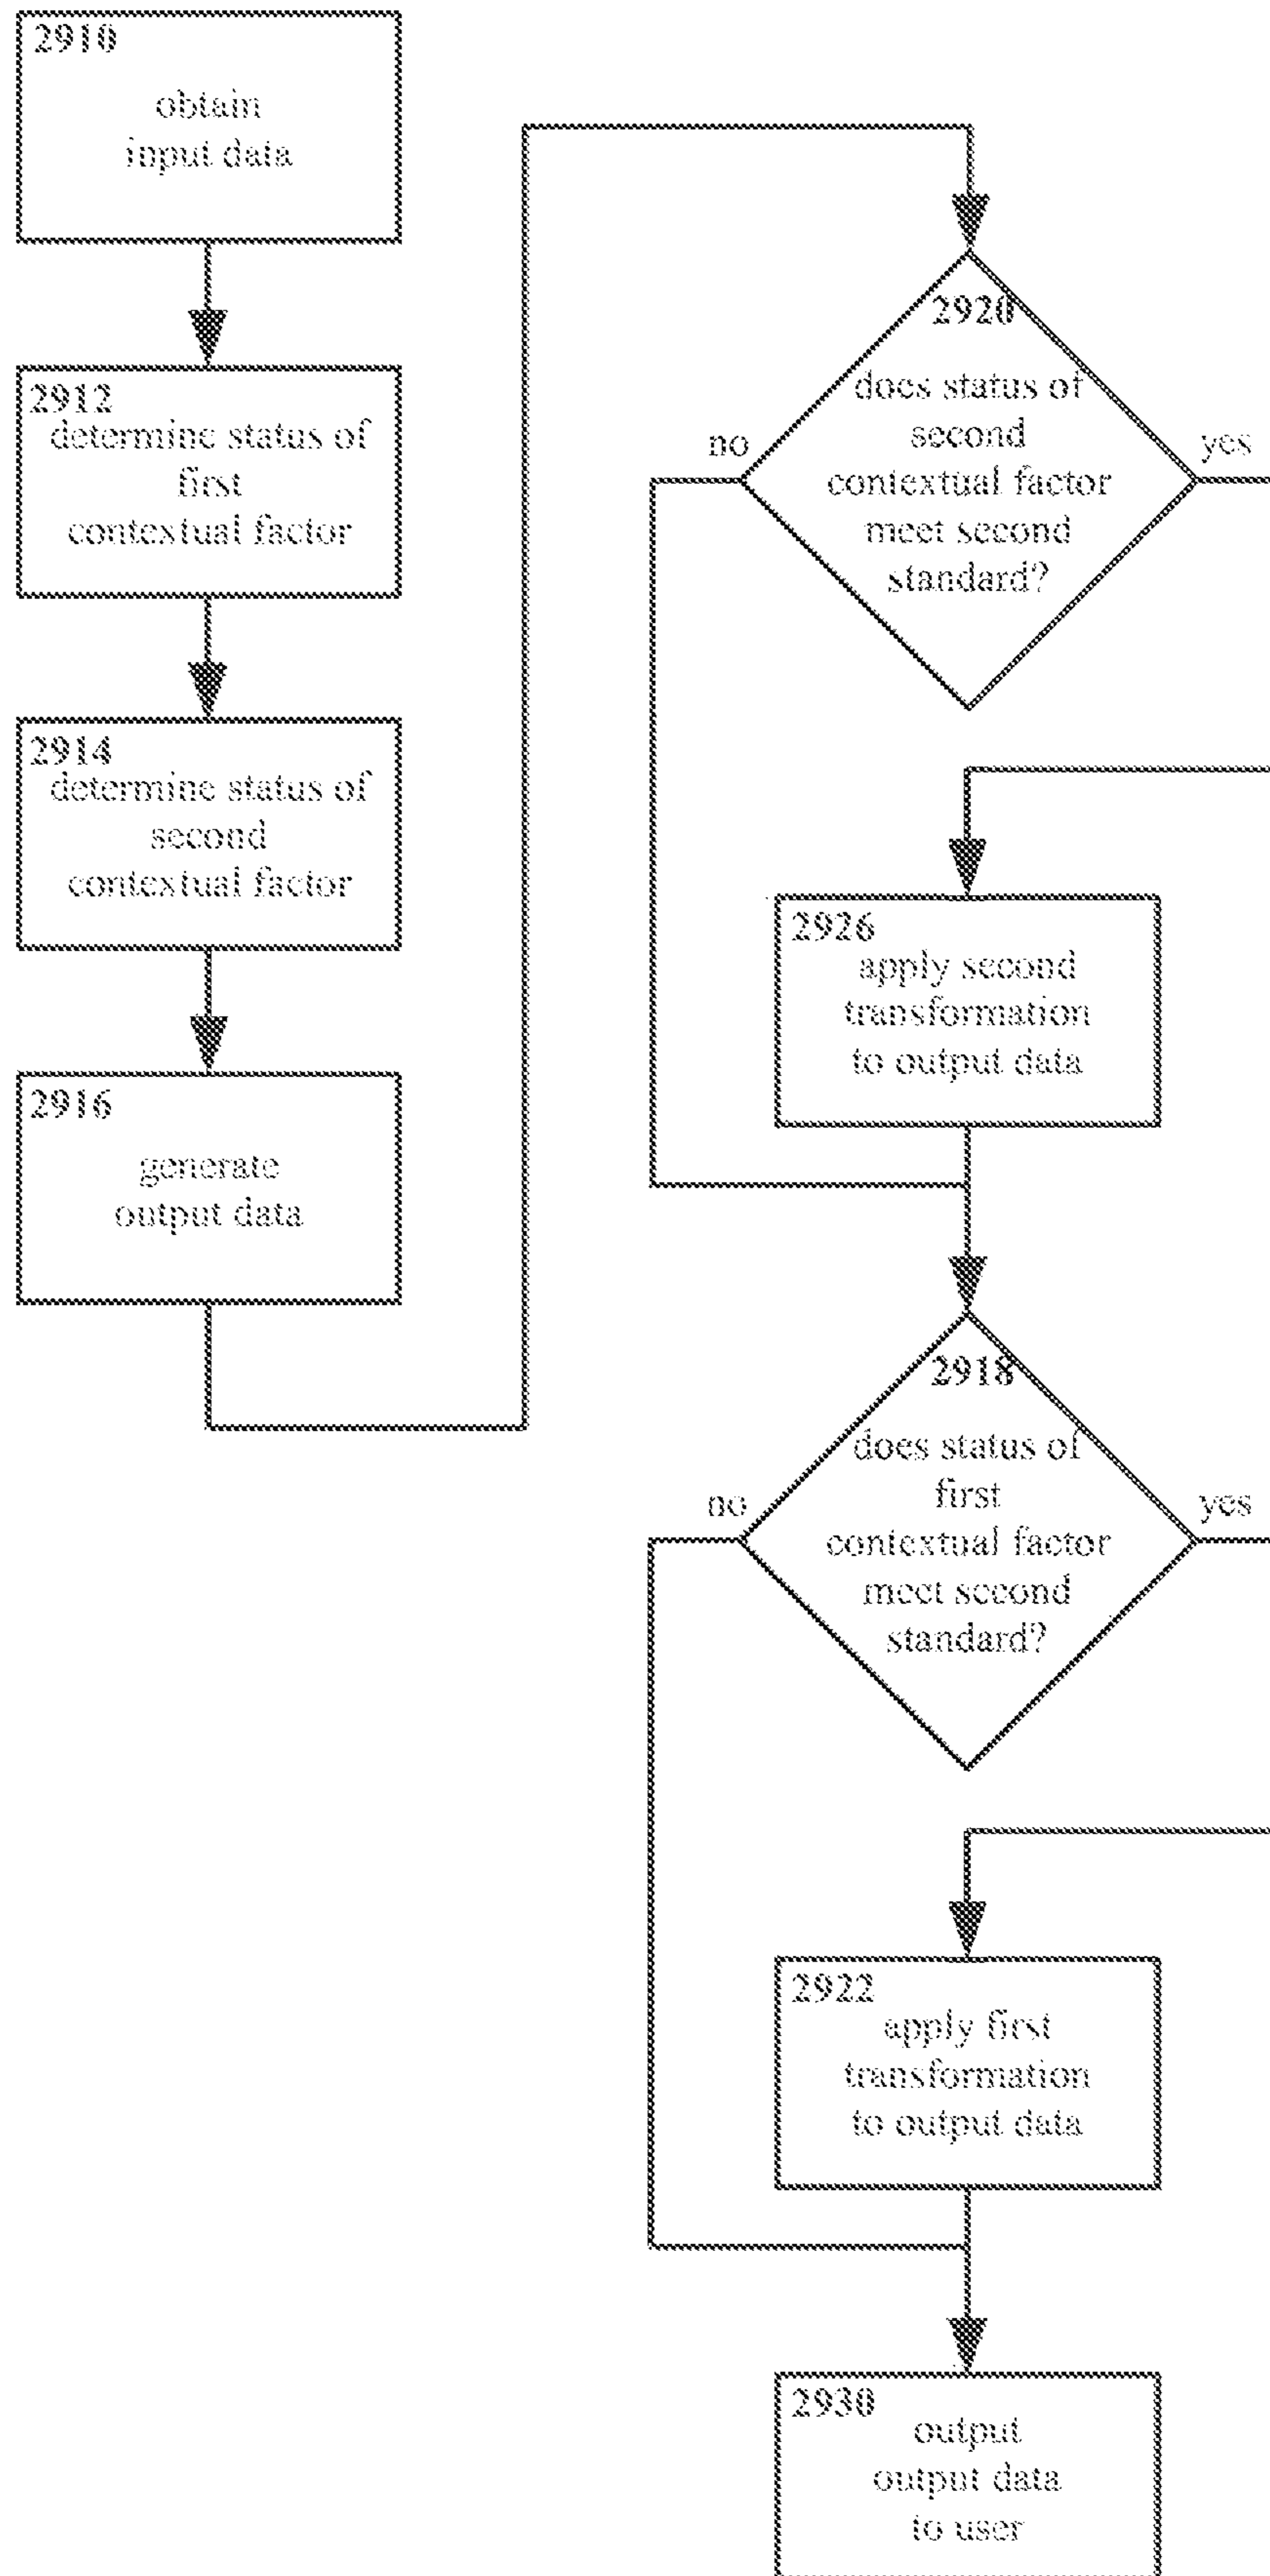 2910
obtain
input data
2912
determine status of
first
contextual factor
2914
determine status of
second
contextual factor
2916
generate
output data
2920
does status of
second
contextual factor
meet second
standard?
no
yes
2926
apply second
transformation
to output data
2918
does status of
first
contextual factor
meet second
standard?
no
yes
2922
apply first
transformation
to output data
2930
output
output data
to user